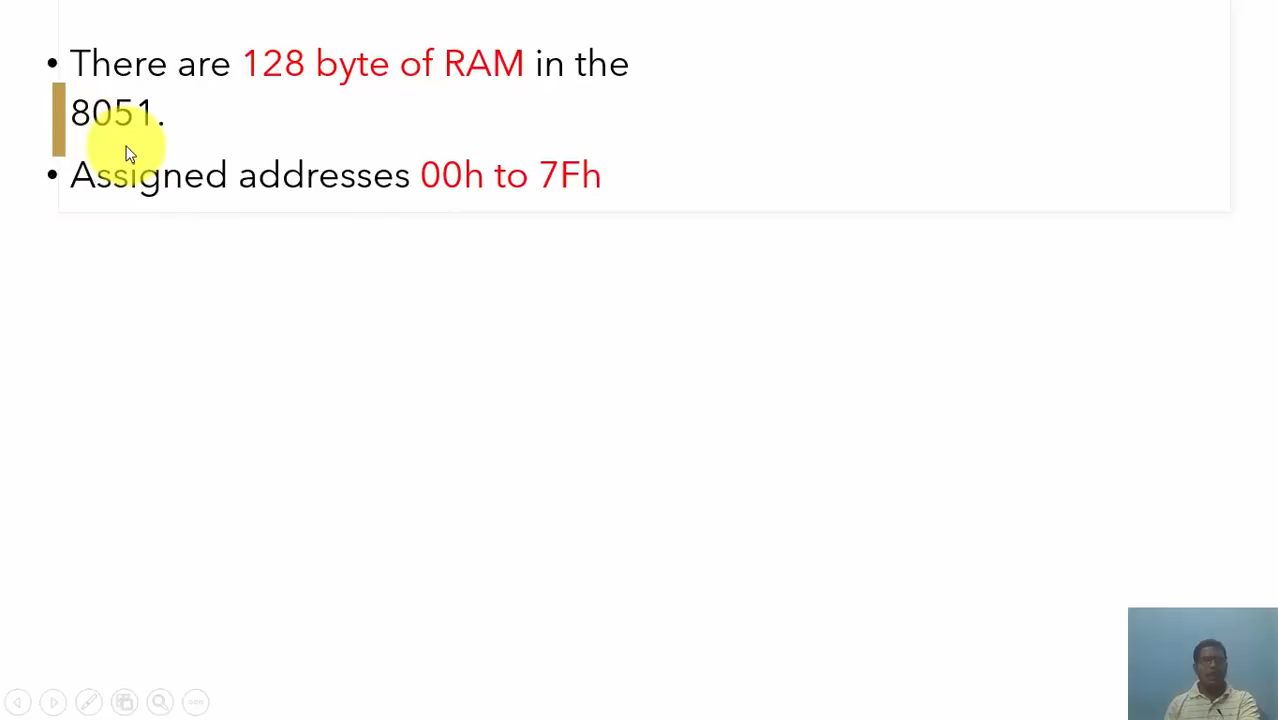 • There are 128 byte of RAM in the
8051.
• Assigned addresses 00h to 7Fh